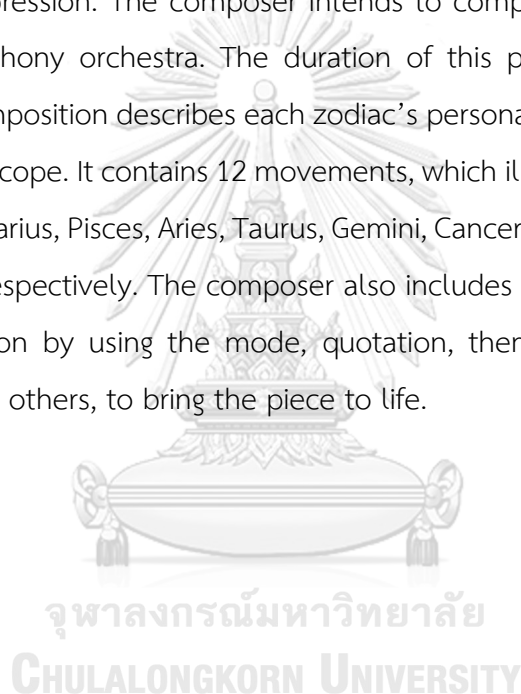 pression. The composer intends to comp
hony orchestra. The duration of this p
mposition describes each zodiac's persona
scope. It contains 12 movements, which il
arius, Pisces, Aries, Taurus, Gemini, Cancer
espectively. The composer also includes
on by using the mode, quotation, ther
others, to bring the piece to life.
จุฬาลงกรณ์มหาวิทยาลัย
CHULALONGKORN UNIVERSITY